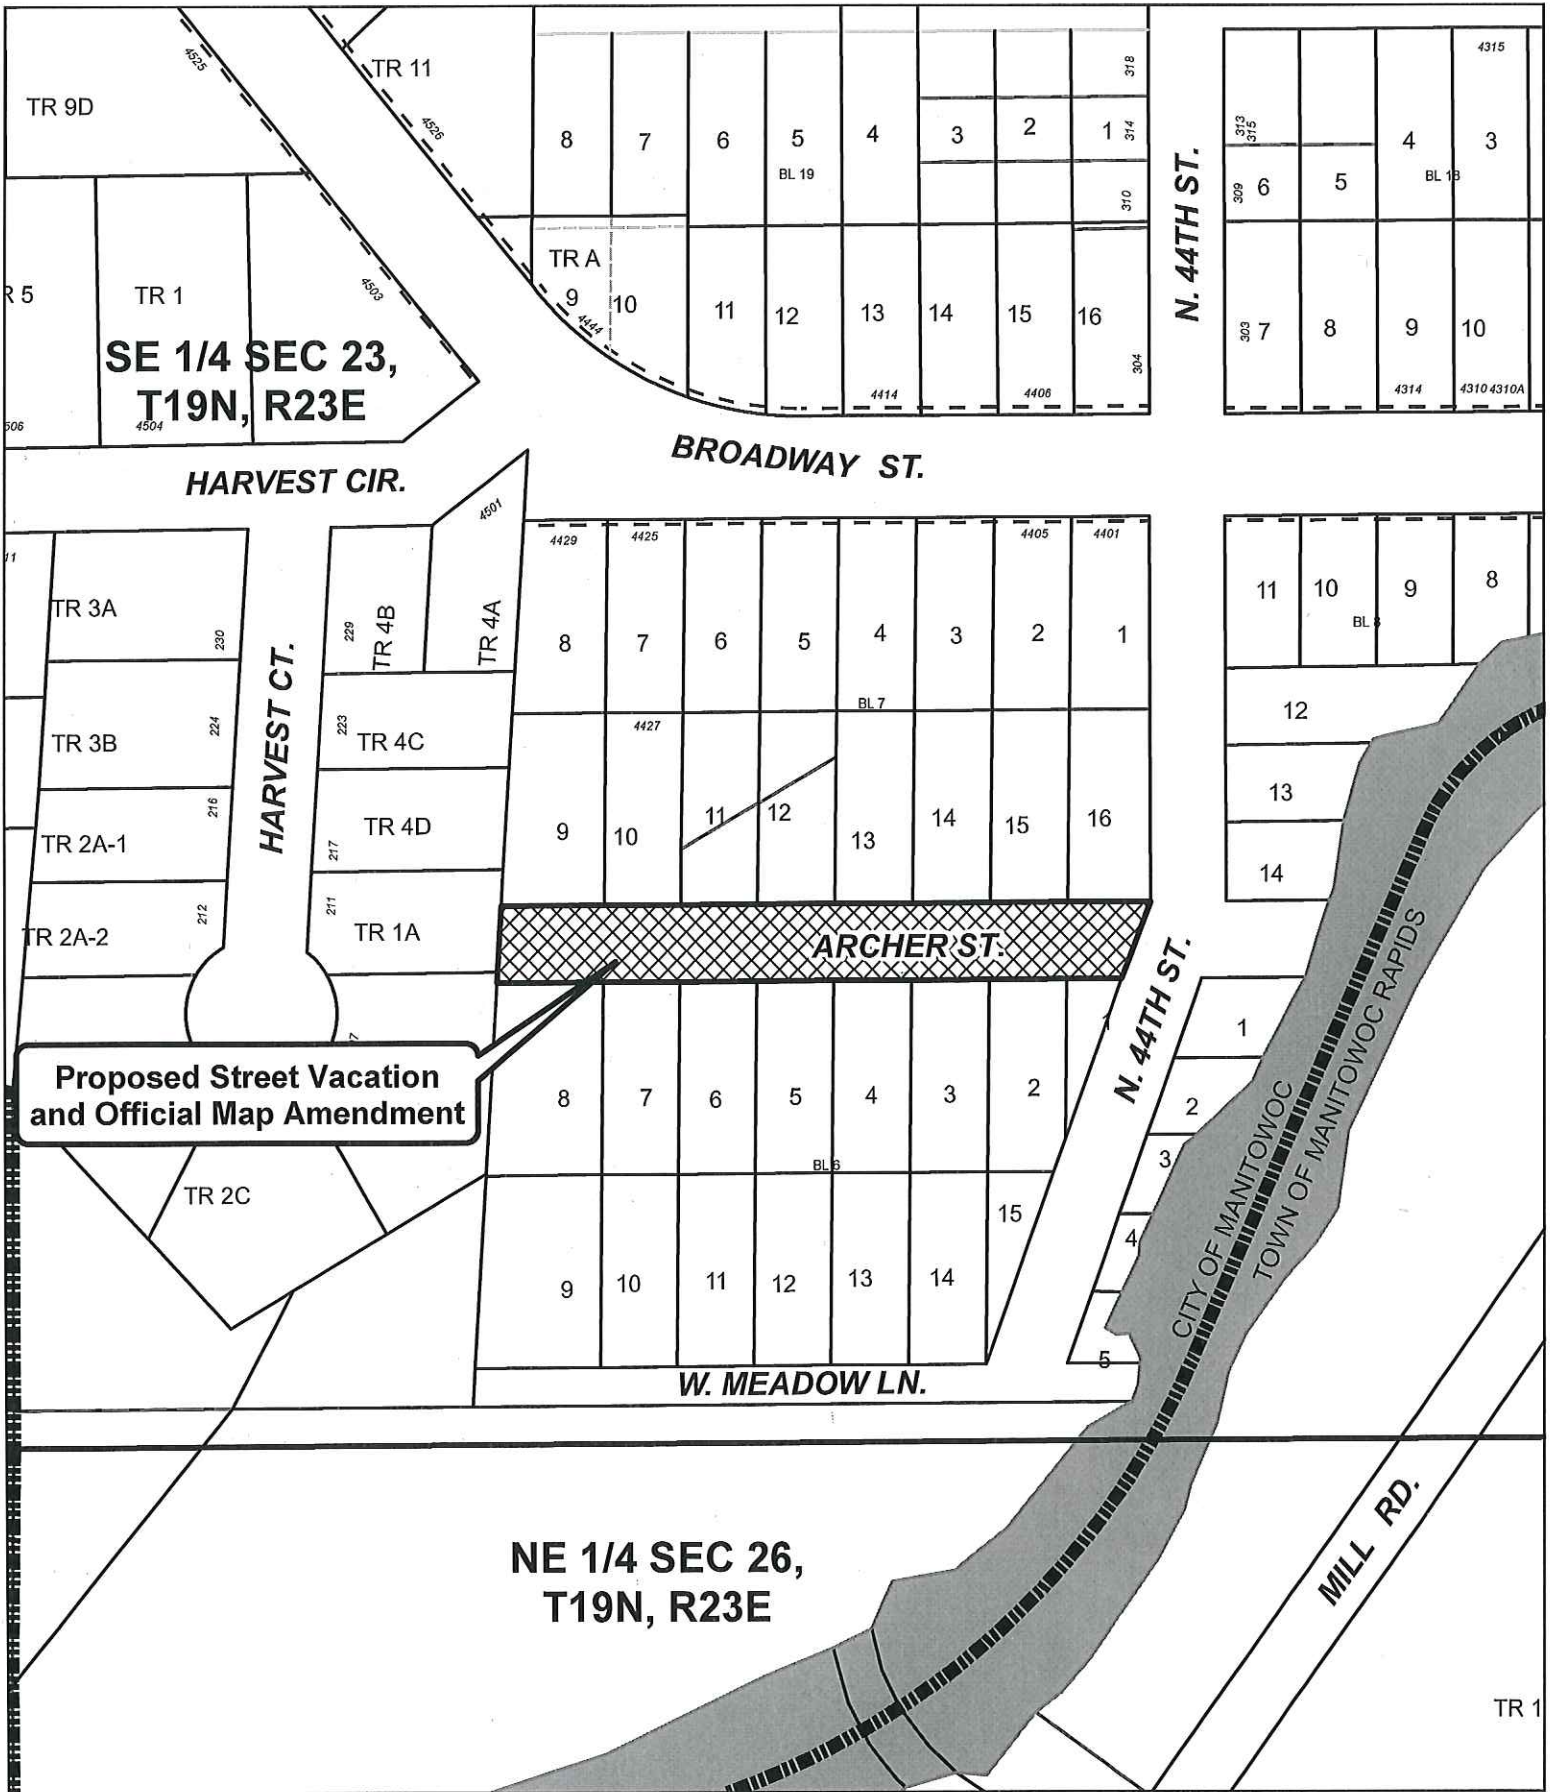 4525
TR 11
4526
TR 9D
8
7
6
5
4
3
2
1
BL 19
318
314
310
4315
313
315
309
6
5
4
3
BL 18
N. 44TH ST.
TR A
9
10
4444
11
12
13
14
15
16
304
4414
4406
303
7
8
9
10
4314
4310
4310A
R 5
TR 1
4503
SE 1/4 SEC 23,
T19N, R23E
506
4504
HARVEST CIR.
BROADWAY ST.
4501
4429
4425
4405
4401
11
TR 3A
230
229
TR 4B
TR 4A
8
7
6
5
4
3
2
1
BL 7
11
10
9
8
BL 8
HARVEST CT.
TR 3B
224
223
TR 4C
4427
12
13
14
TR 2A-1
216
217
TR 4D
9
10
11
12
13
14
15
16
TR 2A-2
212
211
TR 1A
ARCHER ST.
N. 44TH ST.
7
Proposed Street Vacation
and Official Map Amendment
8
7
6
5
4
3
2
1
BL 6
1
2
3
4
5
TR 2C
9
10
11
12
13
14
15
CITY OF MANITOWOC
TOWN OF MANITOWOC RAPIDS
W. MEADOW LN.
NE 1/4 SEC 26,
T19N, R23E
MILL RD.
TR 1